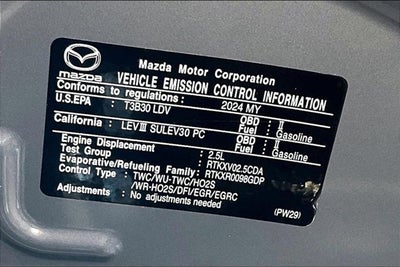 mazda
Mazda Motor Corporation
VEHICLE EMISSION CONTROL INFORMATION
Conforms to regulations: 2024 MY
U.S.EPA : T3B30 LDV OBD : II
Fuel : Gasoline
California : LEVIII SULEV30 PC OBD : II
Fuel : Gasoline
Engine Displacement : 2.5L
Test Group : RTKXV02.5CDA
Evaporative/Refueling Family: RTKXR0098GDP
Control Type : TWC/WU-TWC/HO2S
/WR-HO2S/DFI/EGR/EGRC
Adjustments : No adjustments needed
(PW29)